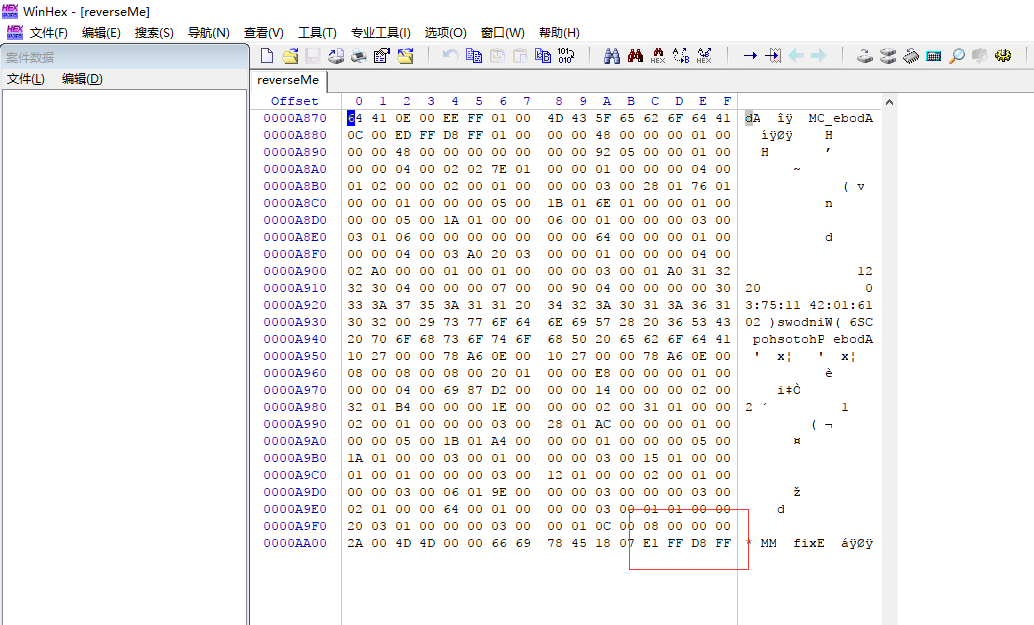 WinHex - [reverseMe]
文件(F) 编辑(E) 搜索(S) 导航(N) 查看(V) 工具(T) 专业工具(I) 选项(O) 窗口(W) 帮助(H)
案件数据
文件(L) 编辑(D)
reverseMe
Offset 0 1 2 3 4 5 6 7 8 9 A B C D E F
0000A870 64 41 0E 00 EE FF 01 00 4D 43 5F 65 62 6F 64 41 dA îÿ MC_ebodA
0000A880 0C 00 ED FF D8 FF 01 00 00 00 48 00 00 00 00 00 íÿØÿ H
0000A890 00 00 48 00 00 00 00 00 00 00 92 05 00 00 01 00 H ’
0000A8A0 00 00 04 00 02 02 7E 01 00 00 01 00 00 00 04 00 ~
0000A8B0 01 02 00 00 02 00 01 00 00 00 03 00 28 01 76 01 ( v
0000A8C0 00 00 01 00 00 00 05 00 1B 01 6E 01 00 00 01 00 n
0000A8D0 00 00 05 00 1A 01 00 00 06 00 01 00 00 00 03 00
0000A8E0 03 01 06 00 00 00 00 00 00 00 64 00 00 00 01 00 d
0000A8F0 00 00 04 00 03 A0 20 03 00 00 01 00 00 00 04 00
0000A900 02 A0 00 00 01 00 01 00 00 00 03 00 01 A0 31 32 12
0000A910 32 30 04 00 00 00 07 00 00 90 04 00 00 00 00 30 20 0
0000A920 33 3A 37 35 3A 31 31 20 34 32 3A 30 31 3A 36 31 3:75:11 42:01:61
0000A930 30 32 00 29 73 77 6F 64 6E 69 57 28 20 36 53 43 02 )swodniW( 6SC
0000A940 20 70 6F 68 73 6F 74 6F 68 50 20 65 62 6F 64 41 pohsotohP ebodA
0000A950 10 27 00 00 78 A6 0E 00 10 27 00 00 78 A6 0E 00 ' x¦ ' x¦
0000A960 08 00 08 00 08 00 20 01 00 00 E8 00 00 00 01 00 è
0000A970 00 00 04 00 69 87 D2 00 00 00 14 00 00 00 02 00 i‡Ò
0000A980 32 01 B4 00 00 00 1E 00 00 00 02 00 31 01 00 00 2 ´ 1
0000A990 02 00 01 00 00 00 03 00 28 01 AC 00 00 00 01 00 ( ¬
0000A9A0 00 00 05 00 1B 01 A4 00 00 00 01 00 00 00 05 00 ¤
0000A9B0 1A 01 00 00 03 00 01 00 00 00 03 00 15 01 00 00
0000A9C0 01 00 01 00 00 00 03 00 12 01 00 00 02 00 01 00
0000A9D0 00 00 03 00 06 01 9E 00 00 00 03 00 00 00 03 00 ž
0000A9E0 02 01 00 00 64 00 01 00 00 00 03 00 01 01 00 00 d
0000A9F0 20 03 01 00 00 00 03 00 00 01 0C 00 08 00 00 00
0000AA00 2A 00 4D 4D 00 00 66 69 78 45 18 07 E1 FF D8 FF * MM fixE áÿØÿ